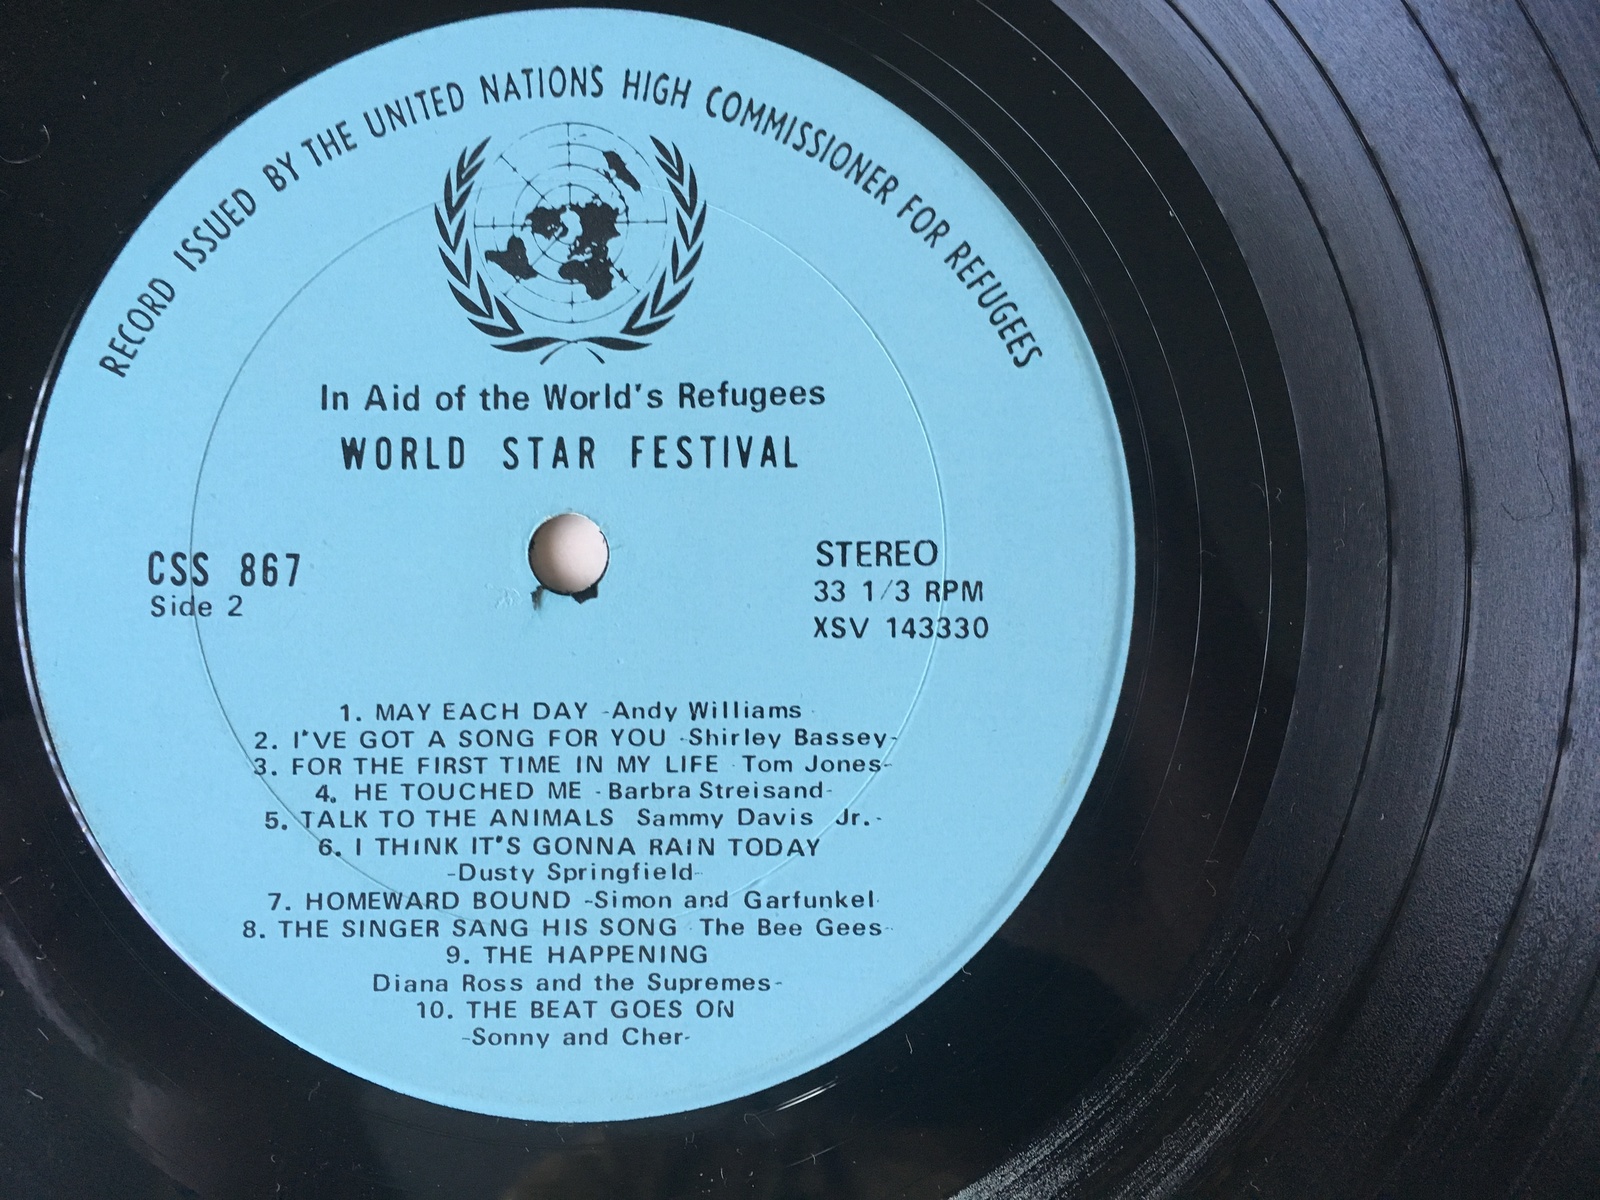 RECORD ISSUED BY THE UNITED NATIONS HIGH COMMISSIONER FOR REFUGEES
In Aid of the World's Refugees
WORLD STAR FESTIVAL
CSS 867
Side 2
STEREO
33 1/3 RPM
XSV 143330
1. MAY EACH DAY -Andy Williams
2. I'VE GOT A SONG FOR YOU -Shirley Bassey-
3. FOR THE FIRST TIME IN MY LIFE -Tom Jones-
4. HE TOUCHED ME -Barbra Streisand-
5. TALK TO THE ANIMALS Sammy Davis Jr.-
6. I THINK IT'S GONNA RAIN TODAY
-Dusty Springfield-
7. HOMEWARD BOUND -Simon and Garfunkel-
8. THE SINGER SANG HIS SONG -The Bee Gees-
9. THE HAPPENING
Diana Ross and the Supremes-
10. THE BEAT GOES ON
-Sonny and Cher-